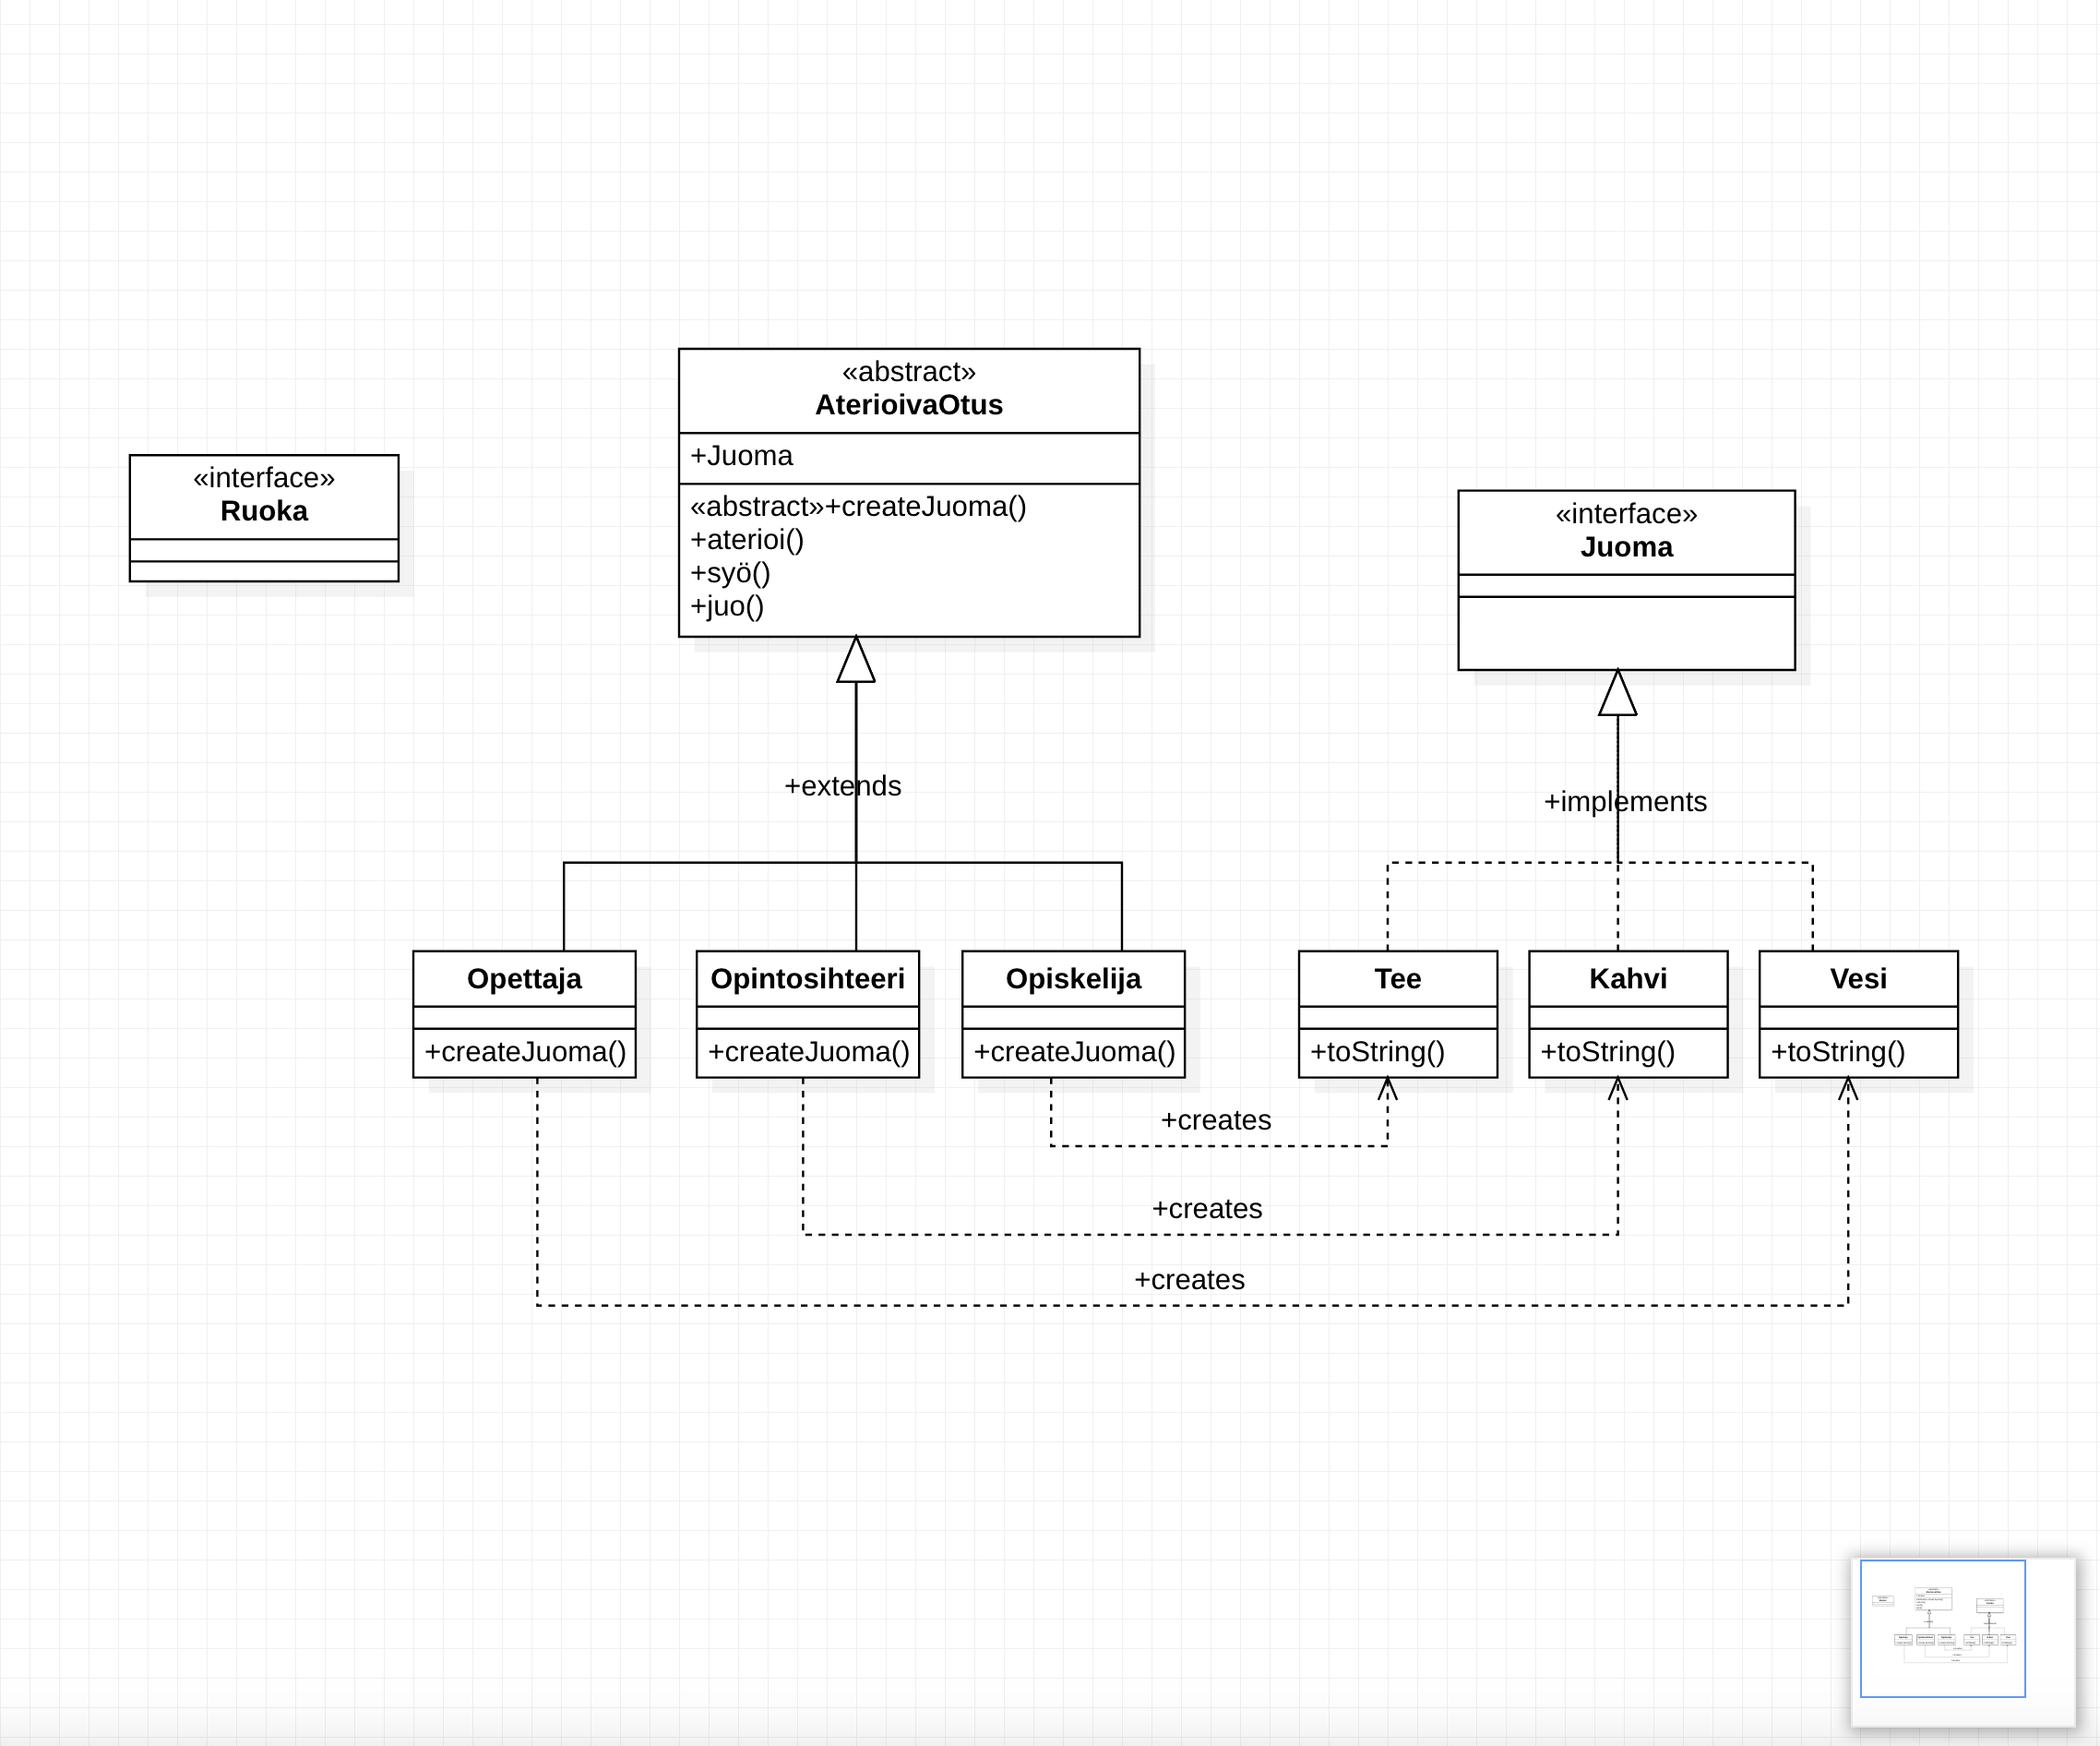 «abstract»
AterioivaOtus
+Juoma
«abstract»+createJuoma()
+aterioi()
+syö()
+juo()
«interface»
Ruoka
«interface»
Juoma
+extends
+implements
Opettaja
+createJuoma()
Opintosihteeri
+createJuoma()
Opiskelija
+createJuoma()
Tee
+toString()
Kahvi
+toString()
Vesi
+toString()
+creates
+creates
+creates